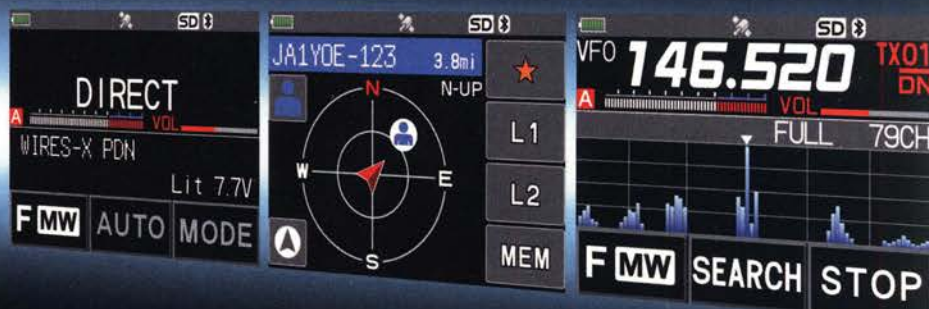 SD
DIRECT
A
VOL
WIRES-X PDN
Lit 7.7V
F MW AUTO MODE
SD
JA1YOE-123 3.8mi
N N-UP
W E
S
L1
L2
MEM
SD
VFO 146.520 TX01
DN
A VOL
FULL 79CH
F MW SEARCH STOP